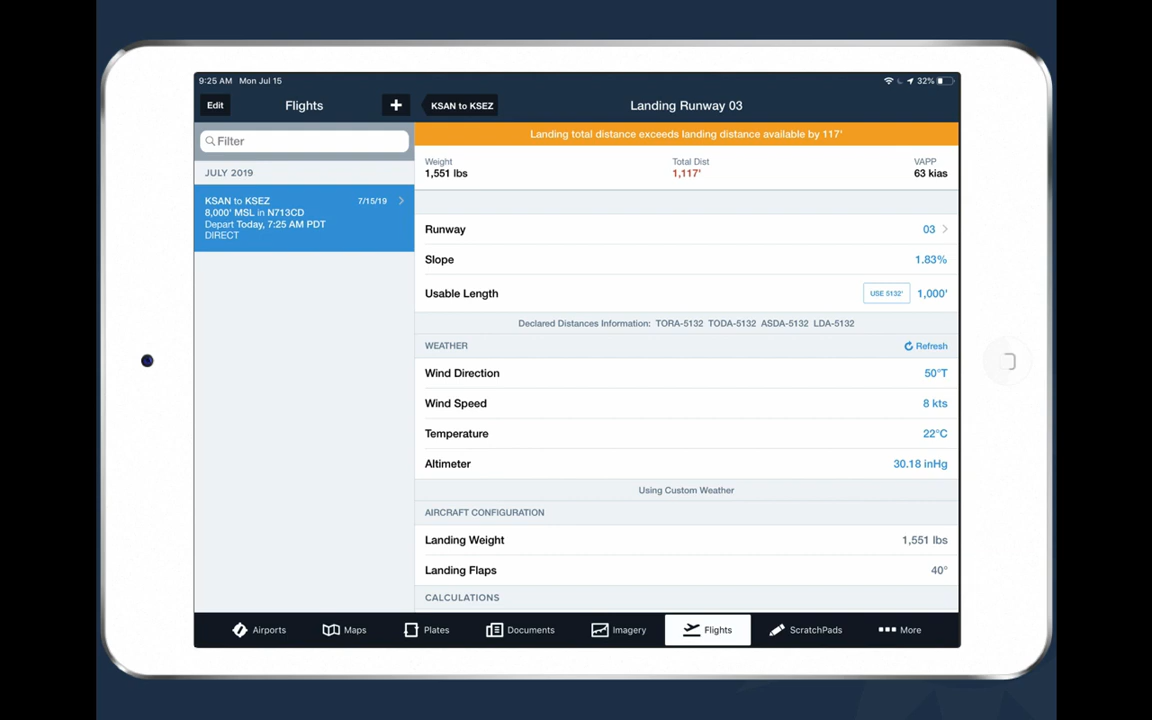 9:25 AM Mon Jul 15
32%
Edit
Flights
+
KSAN to KSEZ
Landing Runway 03
Filter
JULY 2019
KSAN to KSEZ 7/15/19
8,000' MSL in N713CD
Depart Today, 7:25 AM PDT
DIRECT
Landing total distance exceeds landing distance available by 117'
Weight Total Dist VAPP
1,551 lbs 1,117' 63 kias
Runway 03
Slope 1.83%
Usable Length USE 5132' 1,000'
Declared Distances Information: TORA-5132 TODA-5132 ASDA-5132 LDA-5132
WEATHER Refresh
Wind Direction 50°T
Wind Speed 8 kts
Temperature 22°C
Altimeter 30.18 inHg
Using Custom Weather
AIRCRAFT CONFIGURATION
Landing Weight 1,551 lbs
Landing Flaps 40°
CALCULATIONS
Airports Maps Plates Documents Imagery Flights ScratchPads More